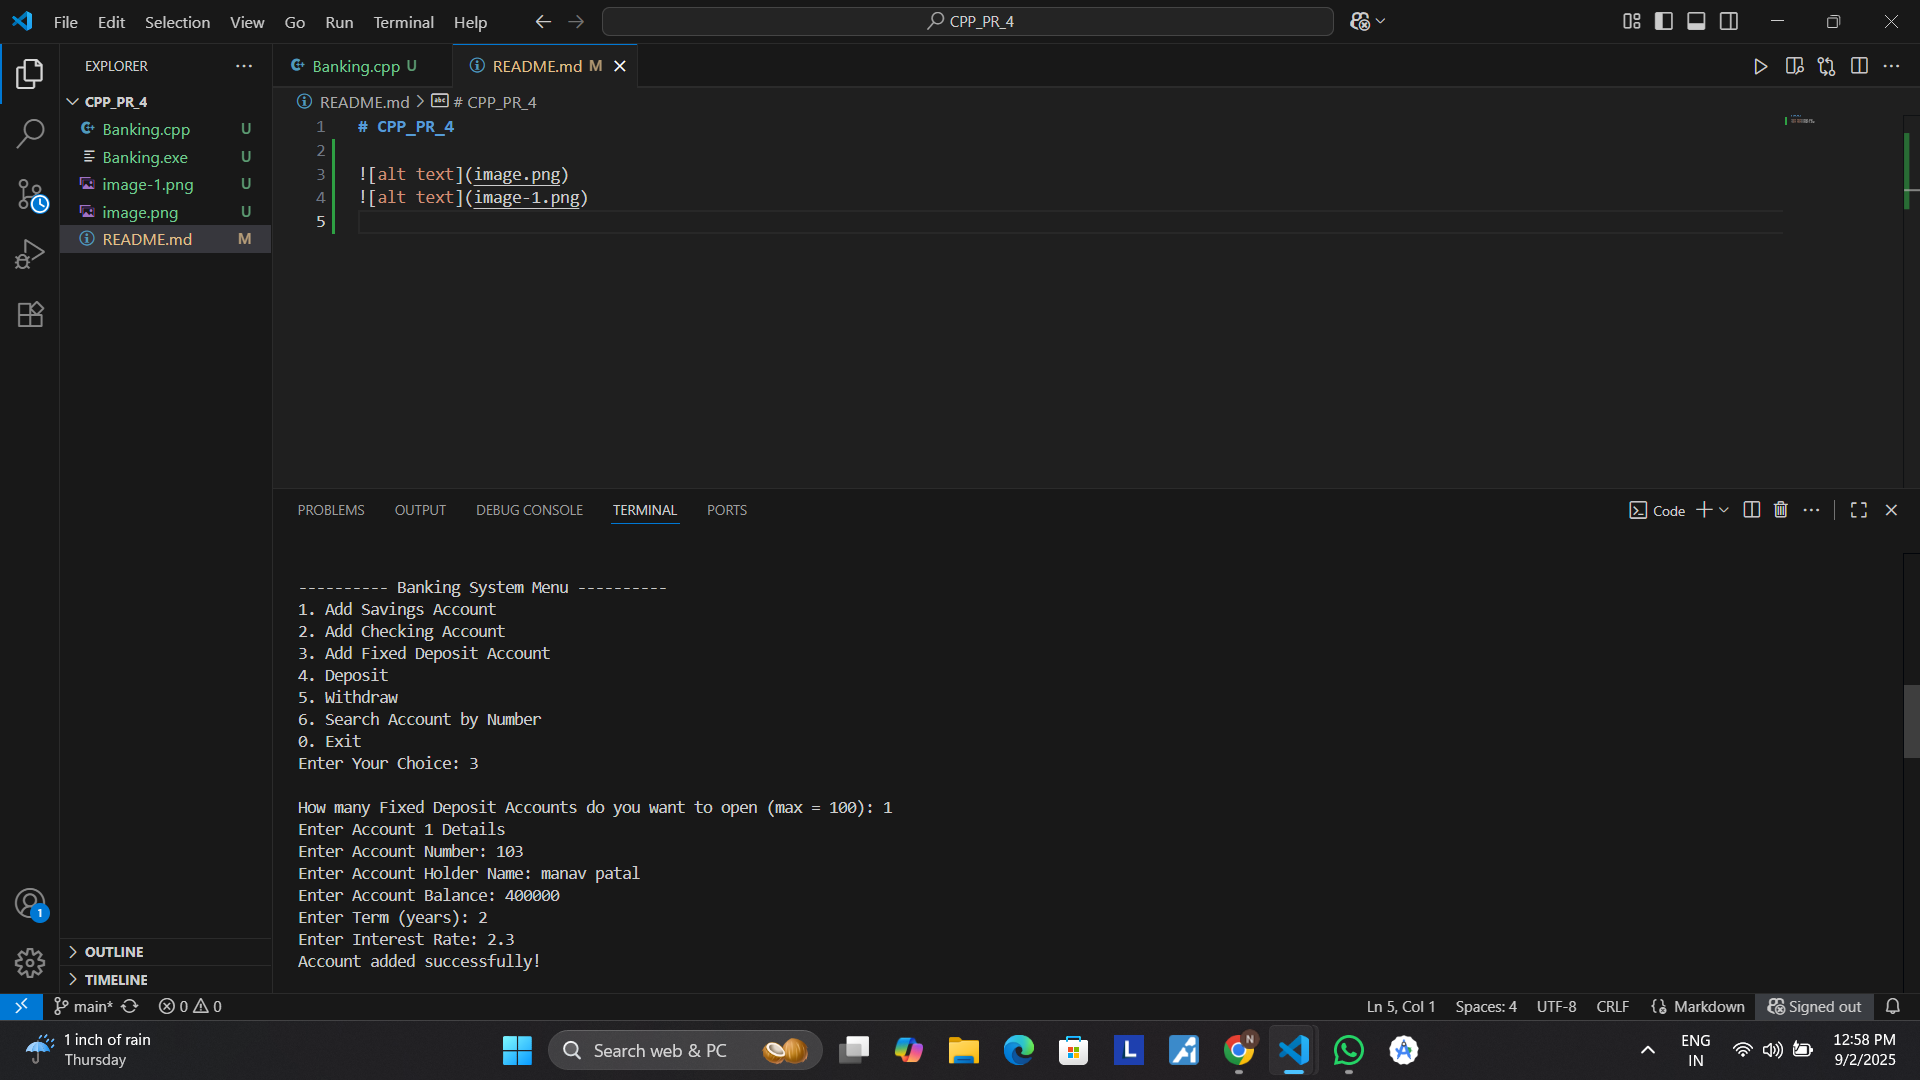 File Edit Selection View Go Run Terminal Help
CPP_PR_4
EXPLORER
CPP_PR_4
Banking.cpp U
Banking.exe U
image-1.png U
image.png U
README.md M
OUTLINE
TIMELINE
Banking.cpp U README.md M
README.md > # CPP_PR_4
1 # CPP_PR_4
2
3 ![alt text](image.png)
4 ![alt text](image-1.png)
5
PROBLEMS OUTPUT DEBUG CONSOLE TERMINAL PORTS
Code
---------- Banking System Menu ----------
1. Add Savings Account
2. Add Checking Account
3. Add Fixed Deposit Account
4. Deposit
5. Withdraw
6. Search Account by Number
0. Exit
Enter Your Choice: 3
How many Fixed Deposit Accounts do you want to open (max = 100): 1
Enter Account 1 Details
Enter Account Number: 103
Enter Account Holder Name: manav patal
Enter Account Balance: 400000
Enter Term (years): 2
Enter Interest Rate: 2.3
Account added successfully!
1
main* 0 0
Ln 5, Col 1 Spaces: 4 UTF-8 CRLF {} Markdown Signed out
1 inch of rain
Thursday
Search web & PC
L
N
ENG
IN
12:58 PM
9/2/2025